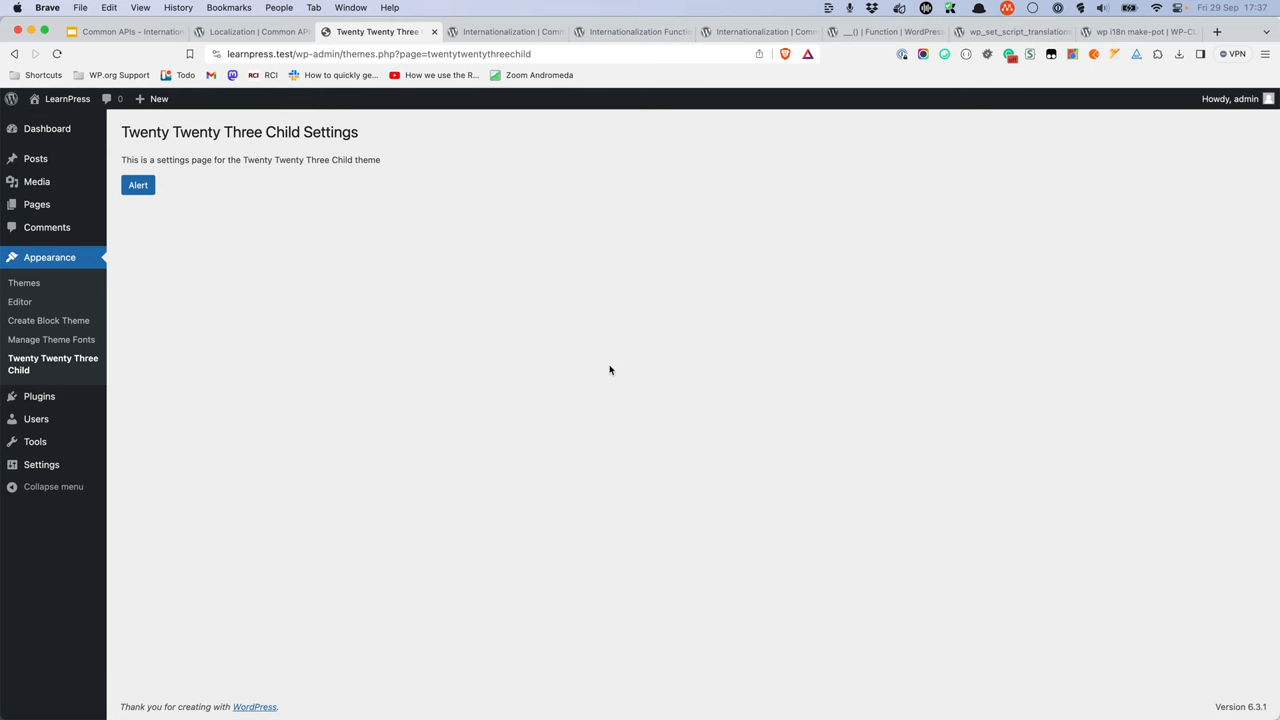 Brave File Edit View History Bookmarks People Tab Window Help Fri 29 Sep 17:37
Common APIs - Internation Localization | Common APIs Twenty Twenty Three Internationalization | Comm Internationalization Functio Internationalization | Comm __() | Function | WordPress wp_set_script_translation wp i18n make-pot | WP-CL
learnpress.test/wp-admin/themes.php?page=twentytwentythreechild VPN
Shortcuts WP.org Support Todo RCI RCI How to quickly ge... How we use the R... Zoom Andromeda
LearnPress 0 New Howdy, admin
Dashboard
Posts
Media
Pages
Comments
Appearance
Themes
Editor
Create Block Theme
Manage Theme Fonts
Twenty Twenty Three
Child
Plugins
Users
Tools
Settings
Collapse menu
Twenty Twenty Three Child Settings
This is a settings page for the Twenty Twenty Three Child theme
Alert
Thank you for creating with WordPress.
Version 6.3.1